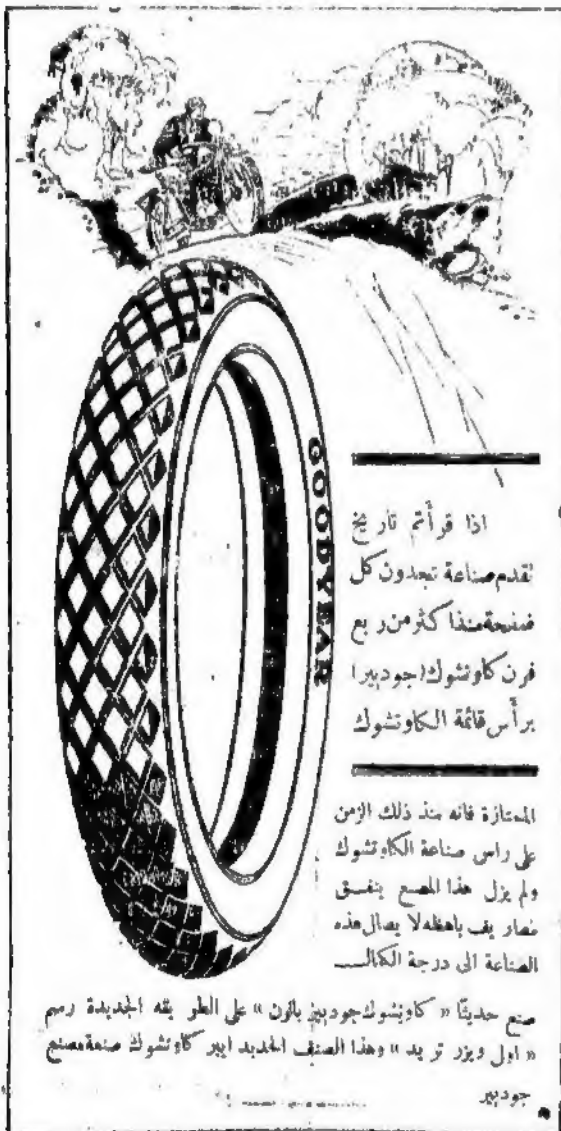 GOODYEAR
اذا قرأتم تاريخ
تقدم صناعة تجدون كل
صفحة منذ اكثر من ربع
قرن كاوتشوك (جوديير)
برأس قائمة الكاوتشوك
الممتازة فانه منذ ذلك الزمن
على راس صناعة الكاوتشوك
ولم يزل هذا المصنع ينفق
مصاريف باهظه لا يصال هذه
الصناعة الى درجة الكمال
صنع حديثا « كاوتشوك جوديير بالون » على الطريقه الجديدة رسم
« اول ويزر تريد » وهذا الصنف الجديد كاوتشوك صنعة مصنع
جوديير